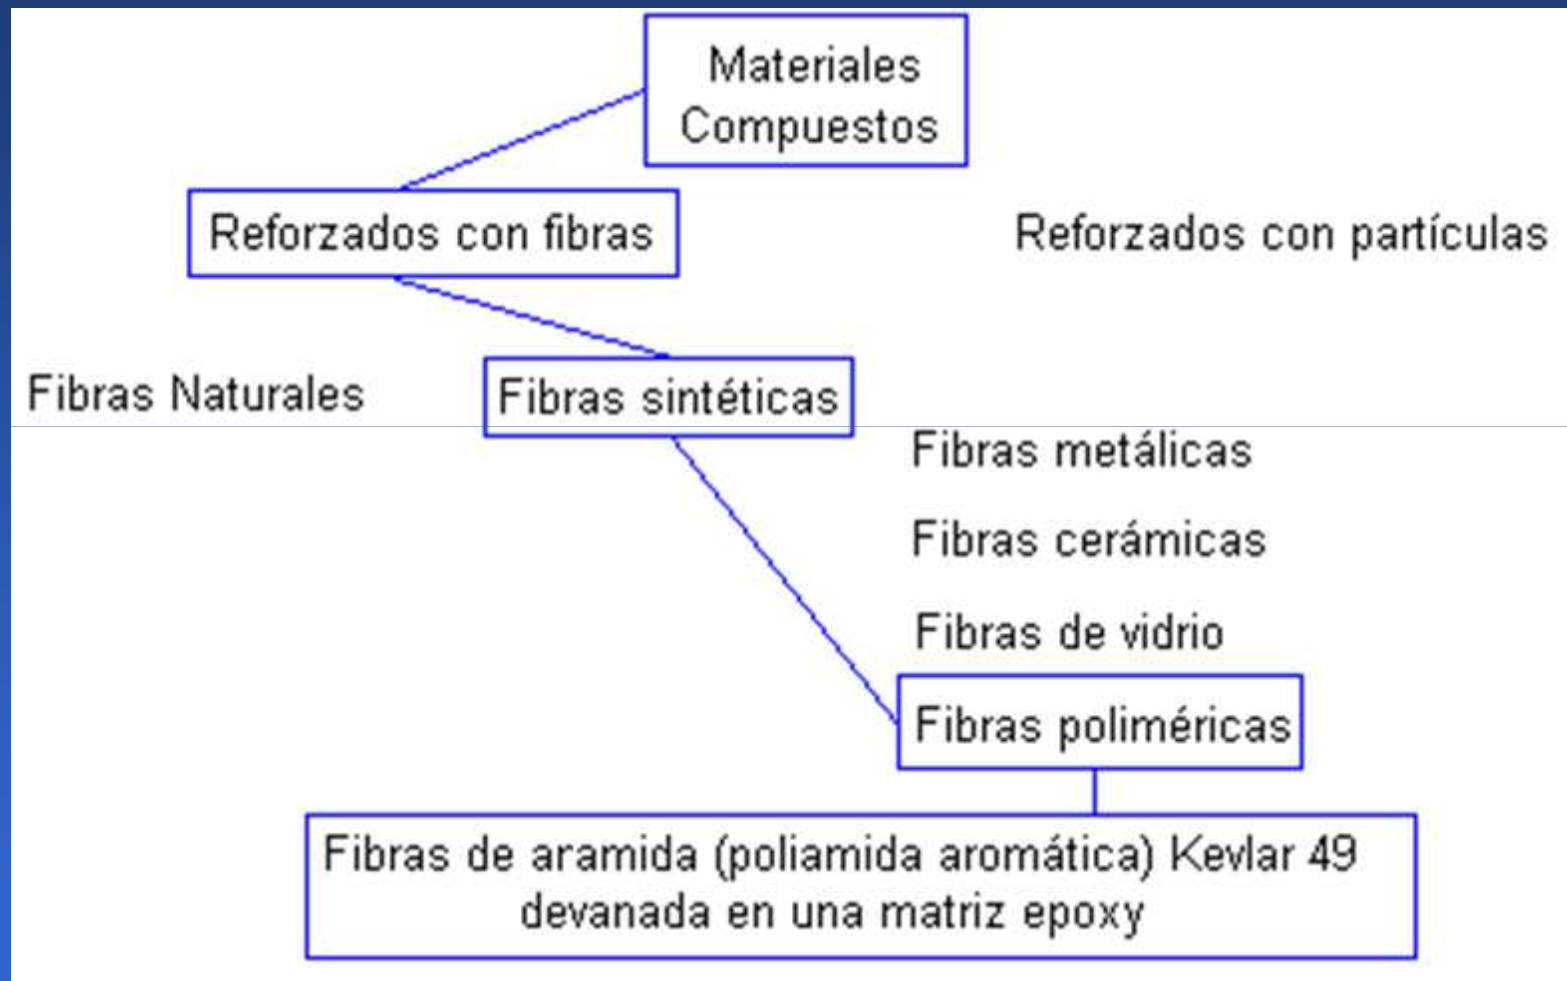 Materiales
Compuestos
Reforzados con fibras
Reforzados con partículas
Fibras Naturales
Fibras sintéticas
Fibras metálicas
Fibras cerámicas
Fibras de vidrio
Fibras poliméricas
Fibras de aramida (poliamida aromática) Kevlar 49
devanada en una matriz epoxy